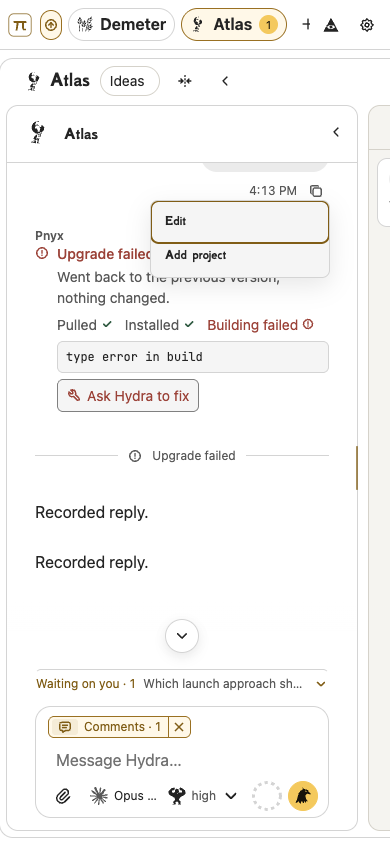 π Demeter Atlas 1
Atlas Ideas
Atlas
4:13 PM
Edit
Add project
Pnyx
Upgrade failed
Went back to the previous version,
nothing changed.
Pulled Installed Building failed
type error in build
Ask Hydra to fix
Upgrade failed
Recorded reply.
Recorded reply.
Waiting on you · 1 Which launch approach sh...
Comments · 1
Message Hydra...
Opus ... high